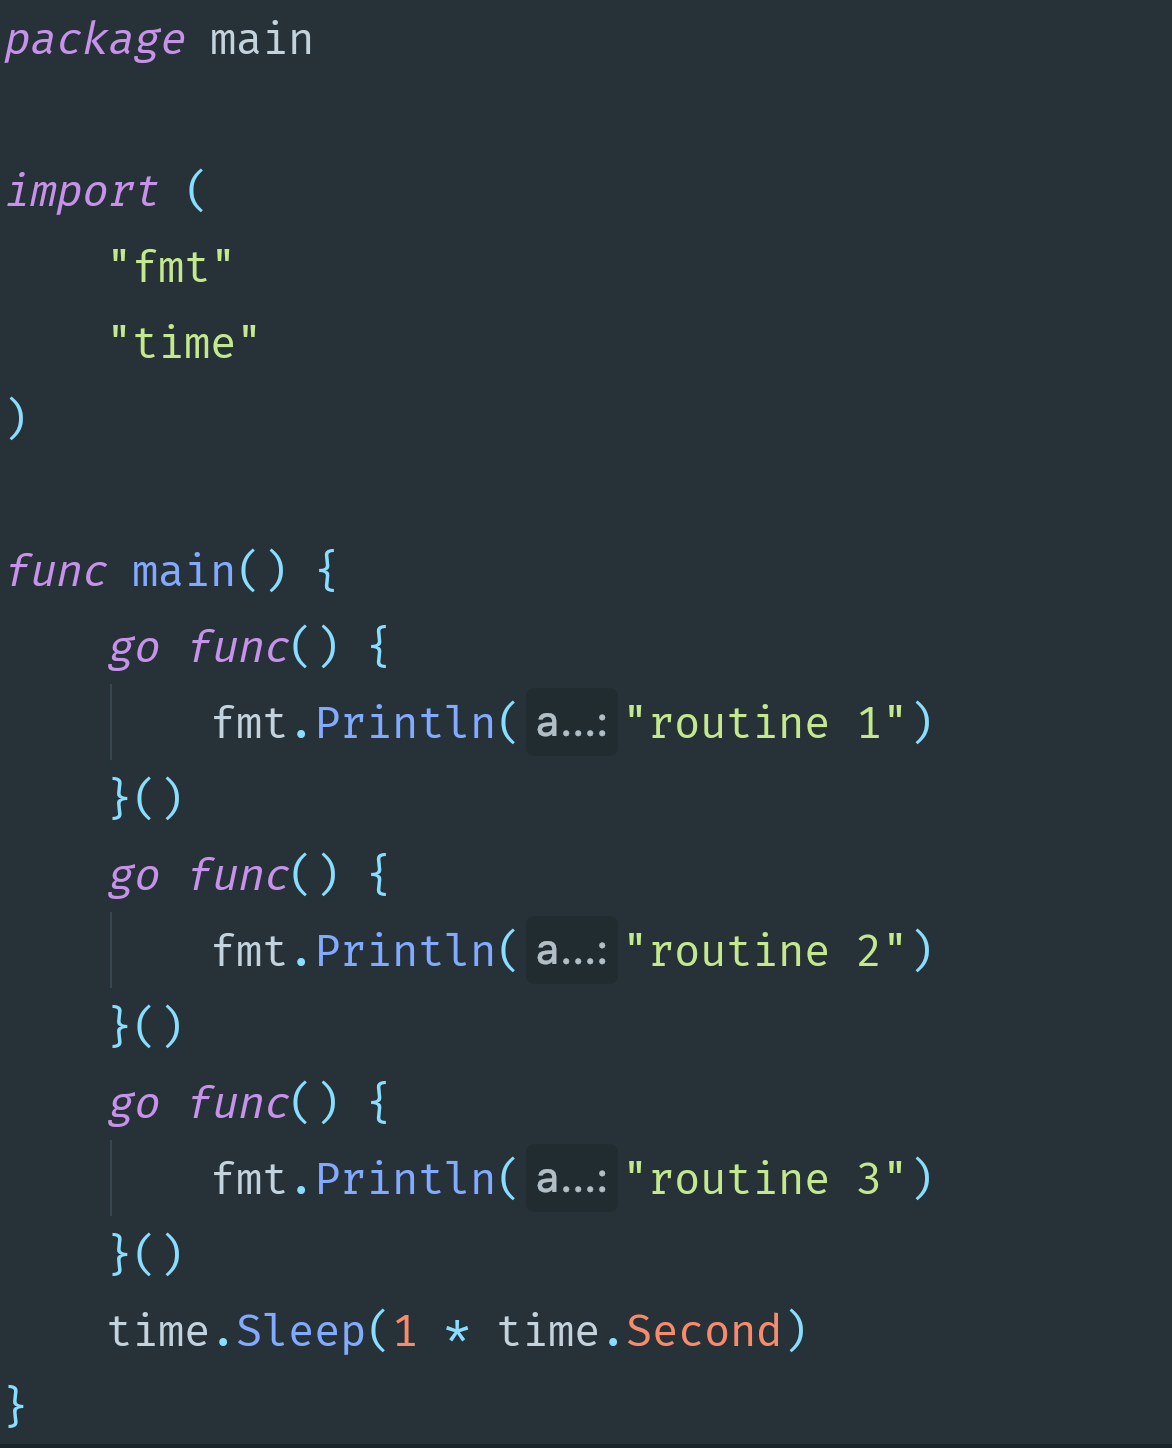 package main
import (
"fmt"
"time"
)
func main() {
go func() {
fmt.Println( a...: "routine 1")
}()
go func() {
fmt.Println( a...: "routine 2")
}()
go func() {
fmt.Println( a...: "routine 3")
}()
time.Sleep(1 * time.Second)
}